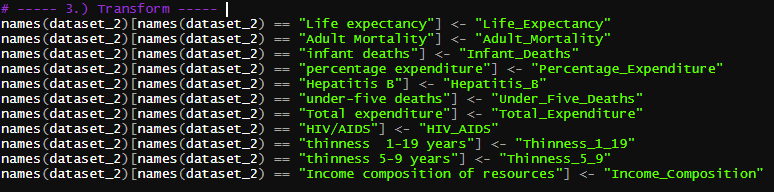 # ----- 3.) Transform -----
names(dataset_2)[names(dataset_2) == "Life expectancy"] <- "Life_Expectancy"
names(dataset_2)[names(dataset_2) == "Adult Mortality"] <- "Adult_Mortality"
names(dataset_2)[names(dataset_2) == "infant deaths"] <- "Infant_Deaths"
names(dataset_2)[names(dataset_2) == "percentage expenditure"] <- "Percentage_Expenditure"
names(dataset_2)[names(dataset_2) == "Hepatitis B"] <- "Hepatitis_B"
names(dataset_2)[names(dataset_2) == "under-five deaths"] <- "Under_Five_Deaths"
names(dataset_2)[names(dataset_2) == "Total expenditure"] <- "Total_Expenditure"
names(dataset_2)[names(dataset_2) == "HIV/AIDS"] <- "HIV_AIDS"
names(dataset_2)[names(dataset_2) == "thinness  1-19 years"] <- "Thinness_1_19"
names(dataset_2)[names(dataset_2) == "thinness 5-9 years"] <- "Thinness_5_9"
names(dataset_2)[names(dataset_2) == "Income composition of resources"] <- "Income_Composition"